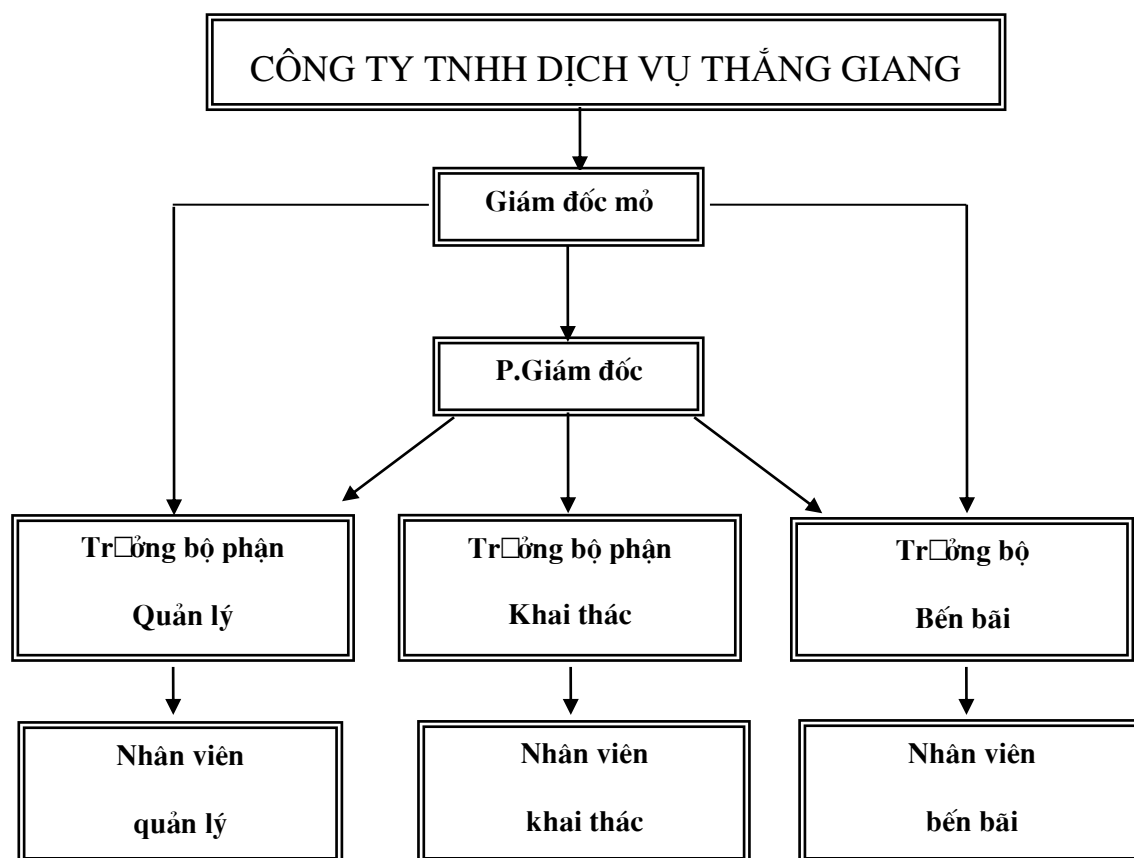 CÔNG TY TNHH DỊCH VỤ THẮNG GIANG
Giám đốc mỏ
P.Giám đốc
Tr□ởng bộ phận
Quản lý
Tr□ởng bộ phận
Khai thác
Tr□ởng bộ
Bến bãi
Nhân viên
quản lý
Nhân viên
khai thác
Nhân viên
bến bãi